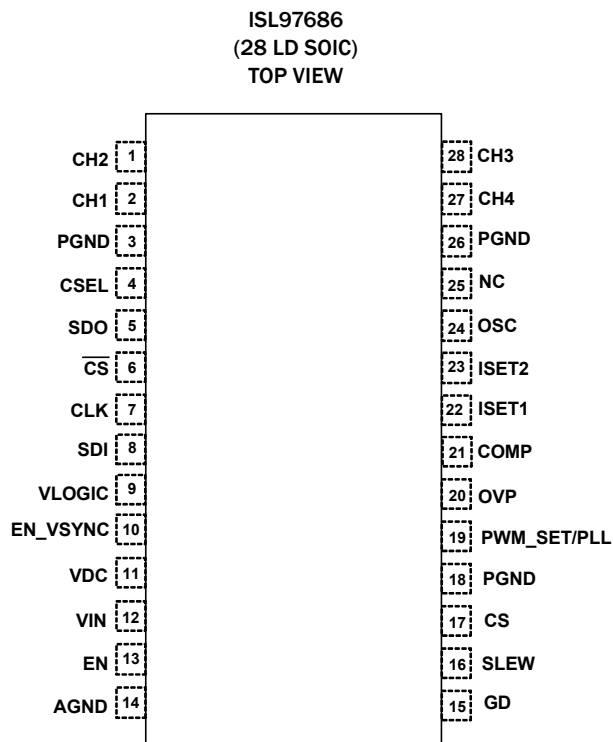 ISL97686
(28 LD SOIC)
TOP VIEW
CH2 1 28 CH3
CH1 2 27 CH4
PGND 3 26 PGND
CSEL 4 25 NC
SDO 5 24 OSC
C̅S̅ 6 23 ISET2
CLK 7 22 ISET1
SDI 8 21 COMP
VLOGIC 9 20 OVP
EN_VSYNC 10 19 PWM_SET/PLL
VDC 11 18 PGND
VIN 12 17 CS
EN 13 16 SLEW
AGND 14 15 GD